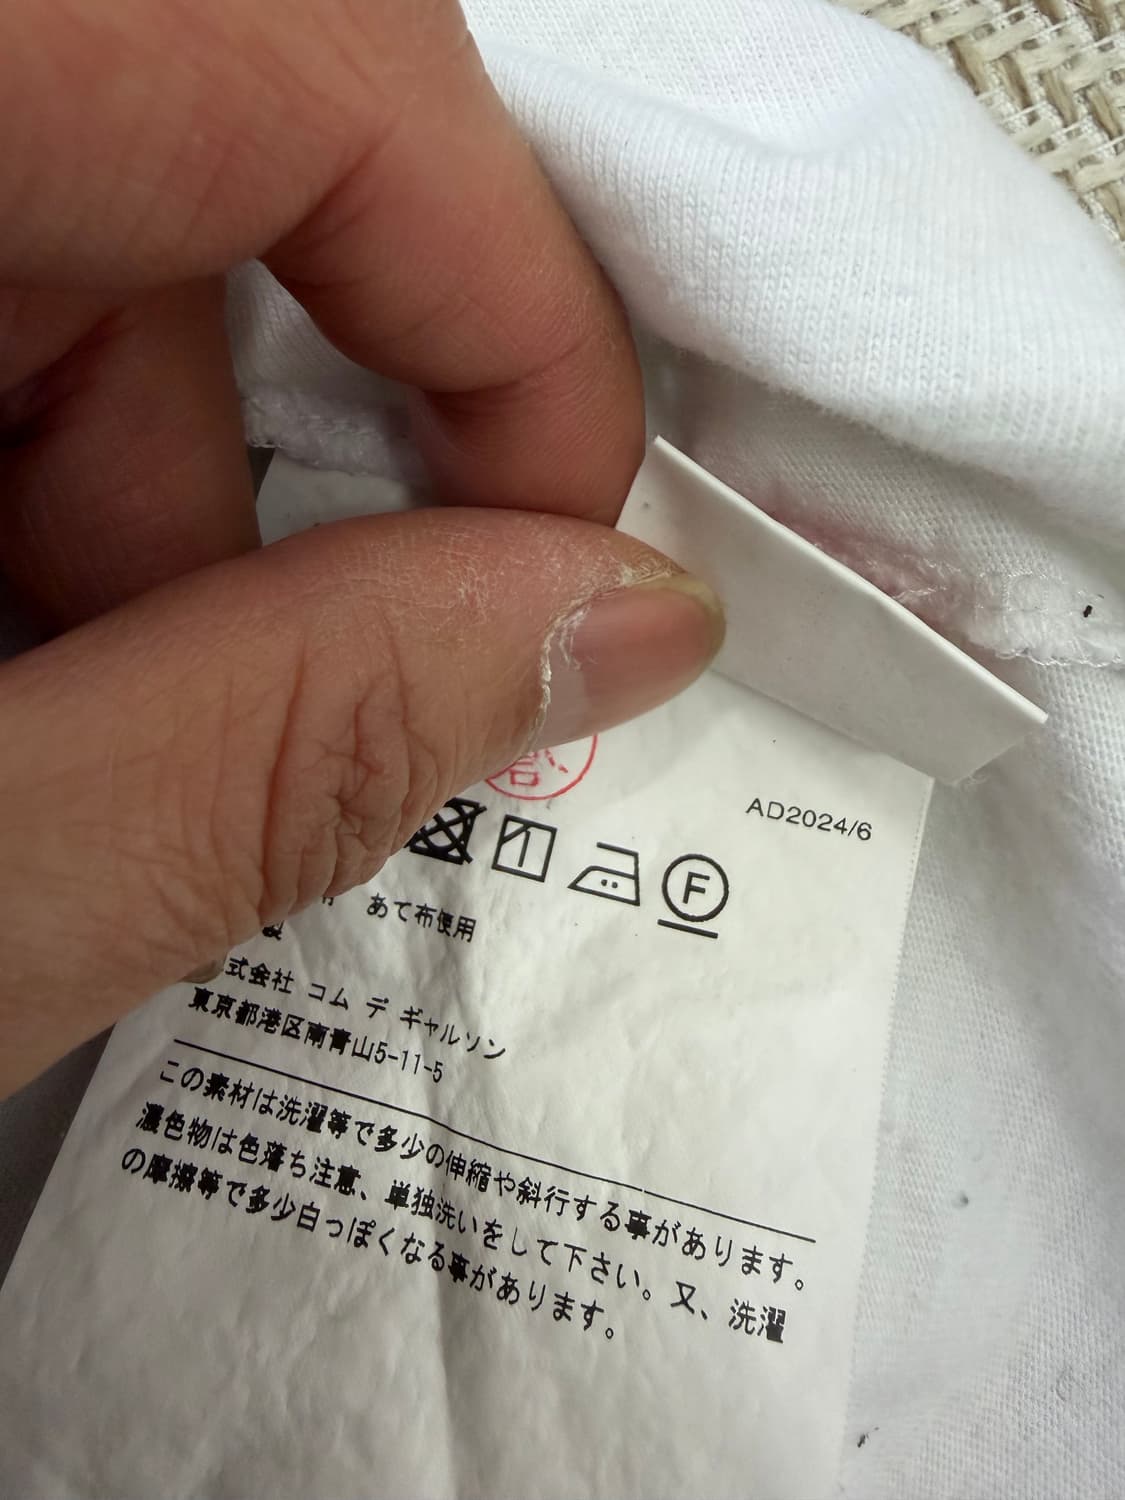 AD2024/6
F
あて布使用
製
式会社 コム デ ギャルソン
東京都港区南青山5-11-5
この素材は洗濯等で多少の伸縮や斜行する事があります。
濃色物は色落ち注意、単独洗いをして下さい。又、洗濯
の摩擦等で多少白っぽくなる事があります。